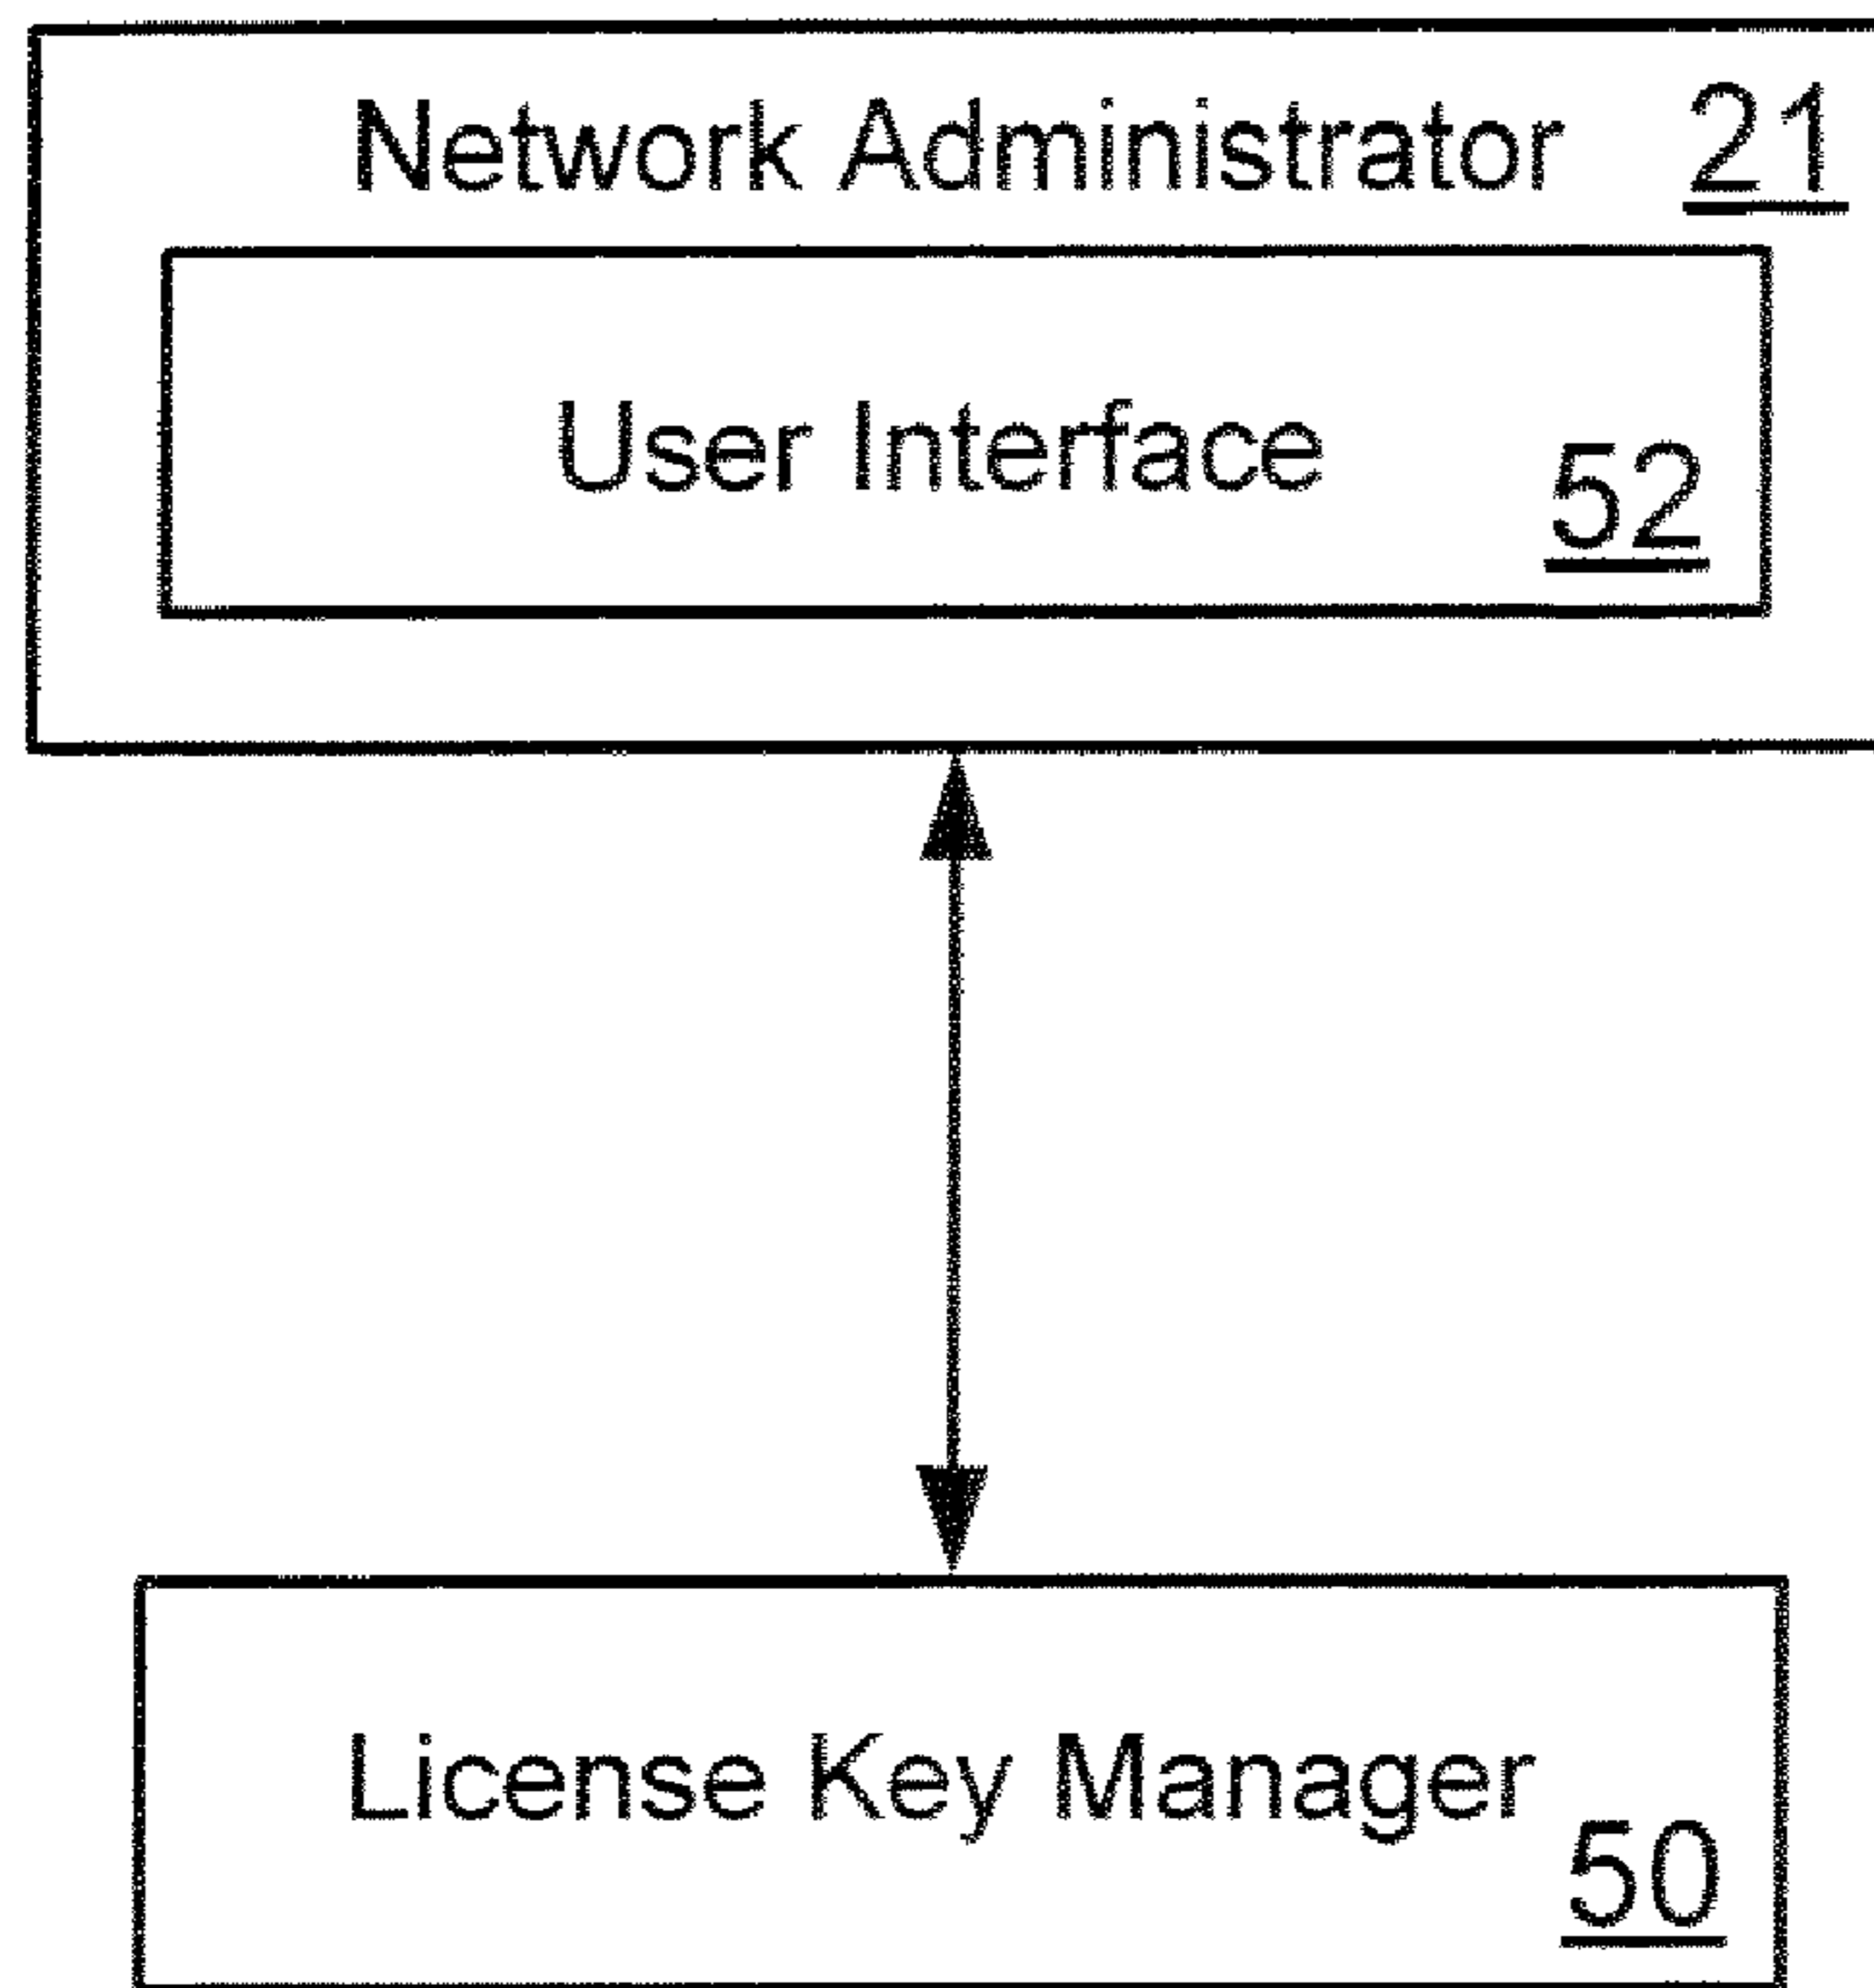 Network Administrator 21
User Interface
52
License Key Manager
50